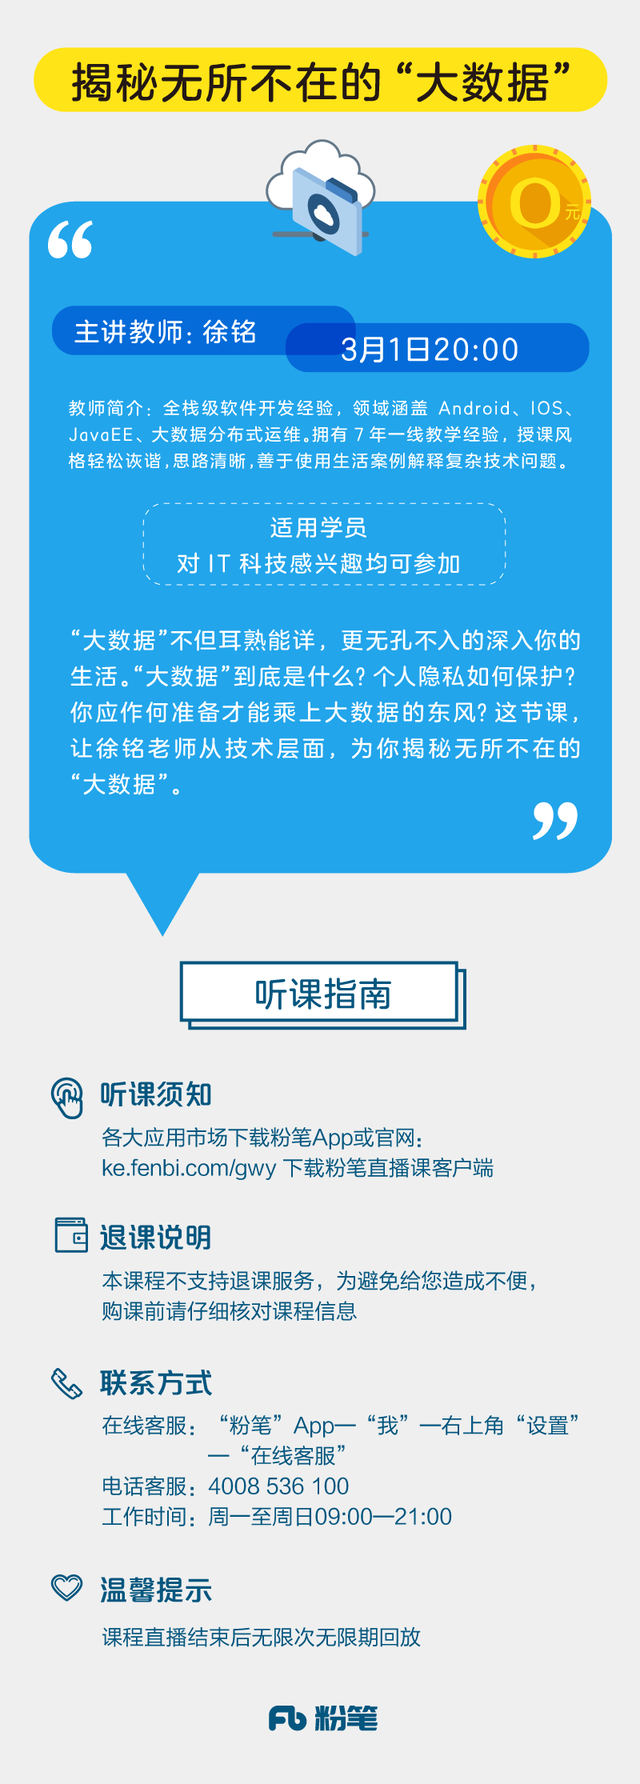 揭秘无所不在的“大数据”
0元
主讲教师：徐铭
3月1日20:00
教师简介：全栈级软件开发经验，领域涵盖 Android、IOS、
JavaEE、大数据分布式运维。拥有 7 年一线教学经验，授课风
格轻松诙谐，思路清晰，善于使用生活案例解释复杂技术问题。
适用学员
对 IT 科技感兴趣均可参加
“大数据”不但耳熟能详，更无孔不入的深入你的
生活。“大数据”到底是什么？个人隐私如何保护？
你应作何准备才能乘上大数据的东风？这节课，
让徐铭老师从技术层面，为你揭秘无所不在的
“大数据”。
听课指南
听课须知
各大应用市场下载粉笔App或官网：
ke.fenbi.com/gwy 下载粉笔直播课客户端
退课说明
本课程不支持退课服务，为避免给您造成不便，
购课前请仔细核对课程信息
联系方式
在线客服：“粉笔”App—“我”—右上角“设置”
—“在线客服”
电话客服：4008 536 100
工作时间：周一至周日09:00—21:00
温馨提示
课程直播结束后无限次无限期回放
Fb 粉笔